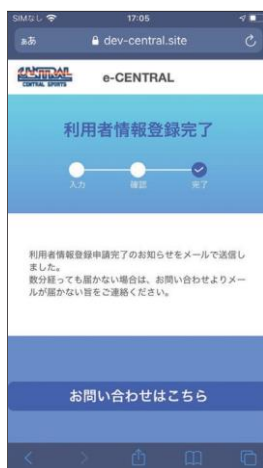 SIMなし 17:05
ああ dev-central.site
CENTRAL
CENTRAL SPORTS
e-CENTRAL
利用者情報登録完了
入力 確認 完了
利用者情報登録申請完了のお知らせをメールで送信し
ました。
数分経っても届かない場合は、お問い合わせよりメー
ルが届かない旨をご連絡ください。
お問い合わせはこちら